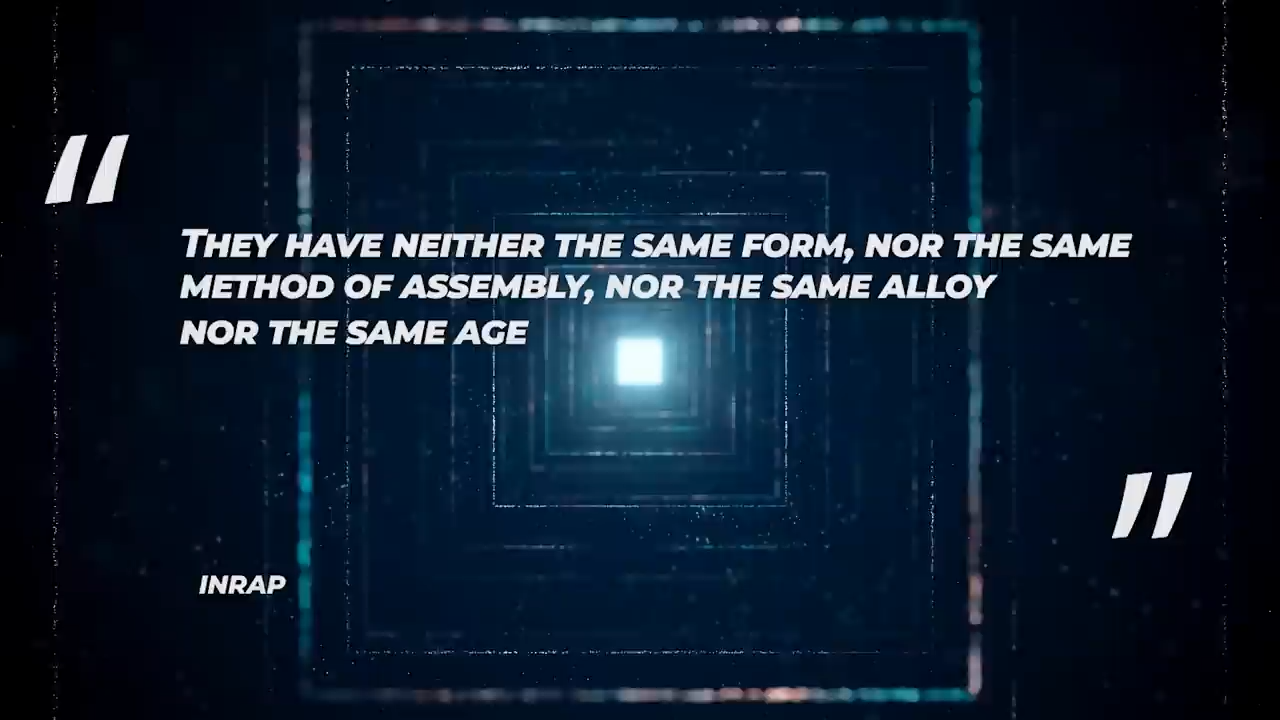 "
THEY HAVE NEITHER THE SAME FORM, NOR THE SAME
METHOD OF ASSEMBLY, NOR THE SAME ALLOY
NOR THE SAME AGE
"
INRAP